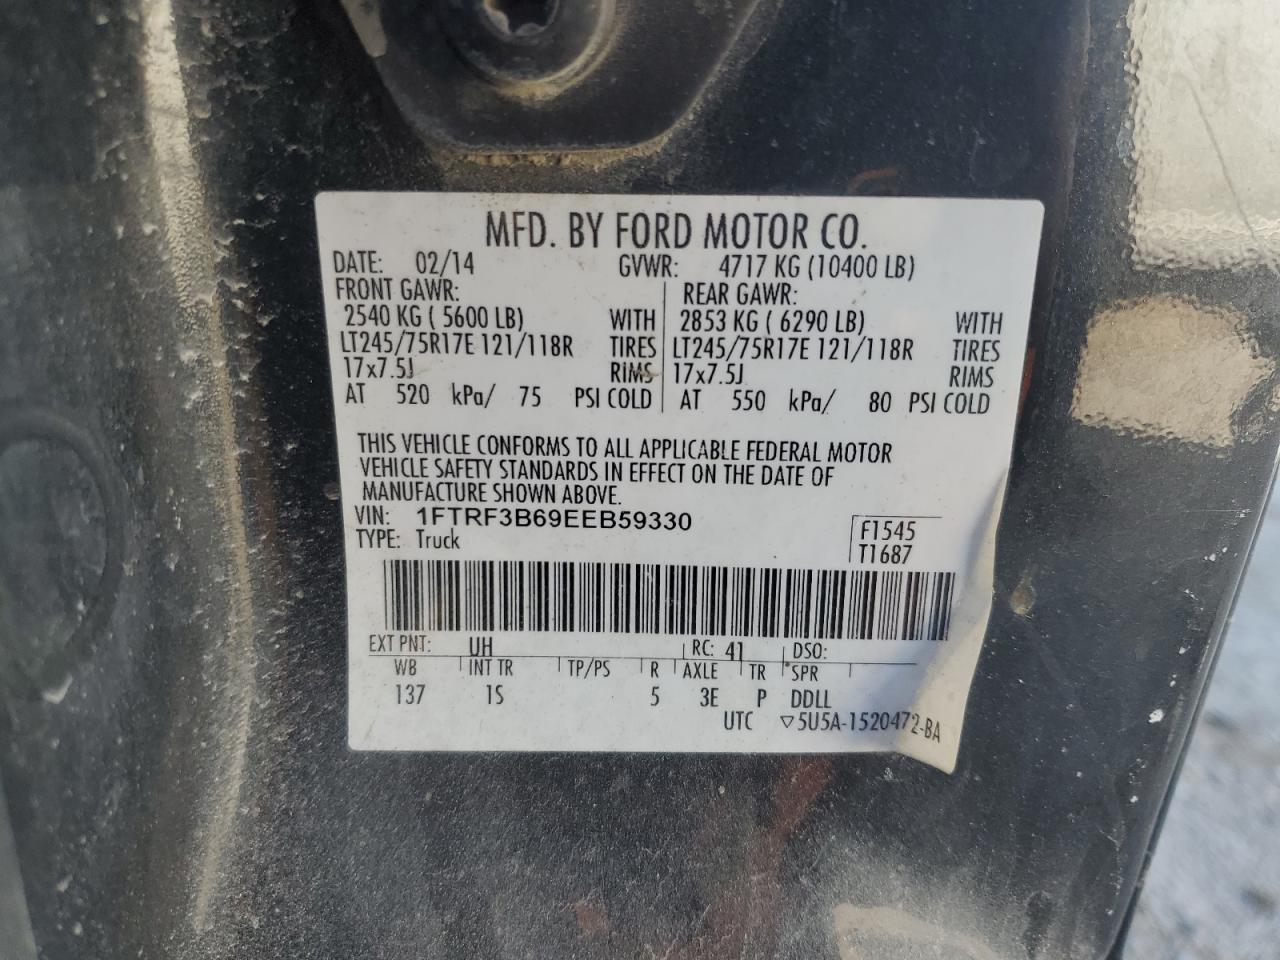 MFD. BY FORD MOTOR CO.
DATE: 02/14 GVWR: 4717 KG (10400 LB)
FRONT GAWR: REAR GAWR:
2540 KG ( 5600 LB) WITH 2853 KG ( 6290 LB) WITH
LT245/75R17E 121/118R TIRES LT245/75R17E 121/118R TIRES
17x7.5J RIMS 17x7.5J RIMS
AT 520 kPa/ 75 PSI COLD AT 550 kPa/ 80 PSI COLD
THIS VEHICLE CONFORMS TO ALL APPLICABLE FEDERAL MOTOR
VEHICLE SAFETY STANDARDS IN EFFECT ON THE DATE OF
MANUFACTURE SHOWN ABOVE.
VIN: 1FTRF3B69EEB59330 F1545
TYPE: Truck T1687
EXT PNT: UH RC: 41 DSO:
WB INT TR TP/PS R AXLE TR SPR
137 1S 5 3E P DDLL
UTC ▽5U5A-1520472-BA